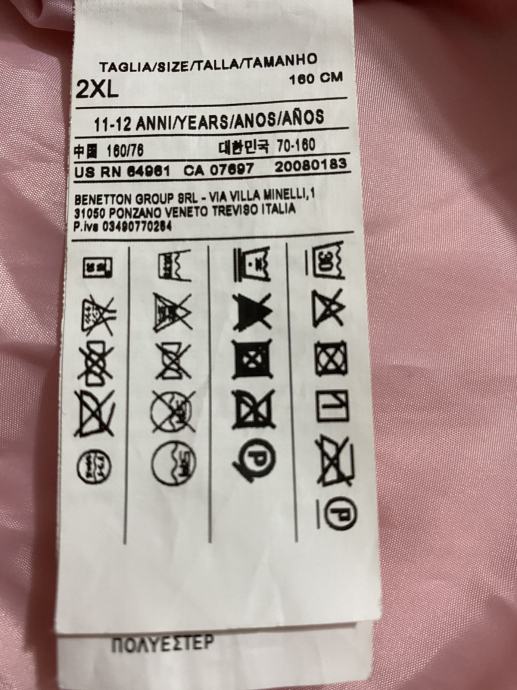 TAGLIA/SIZE/TALLA/TAMANHO
2XL 160 CM
11-12 ANNI/YEARS/ANOS/AÑOS
中国 160/76 대한민국 70-160
US RN 64961 CA 07697 20080183
BENETTON GROUP SRL - VIA VILLA MINELLI,1
31050 PONZANO VENETO TREVISO ITALIA
P.iva 03490770264
30
P
P
ΠΟΛΥΕΣΤΕΡ